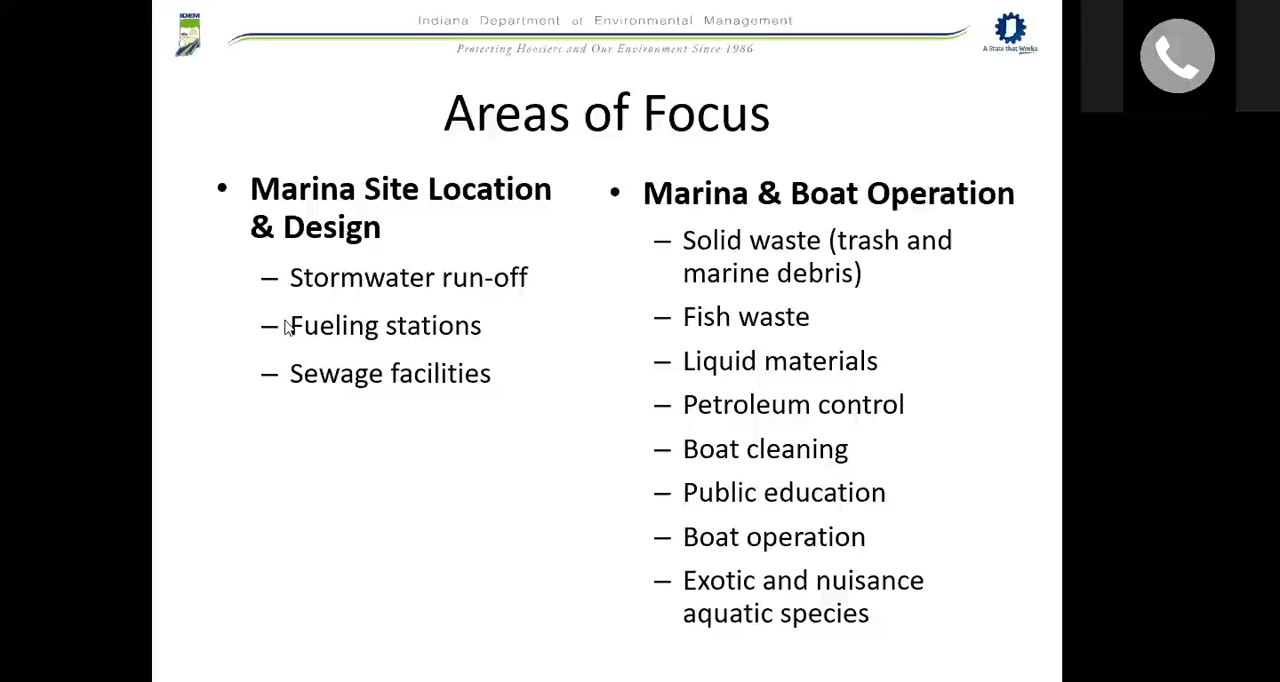 IDEM
Indiana Department of Environmental Management
Protecting Hoosiers and Our Environment Since 1986
A State that Works
Areas of Focus
• Marina Site Location
& Design
– Stormwater run-off
– Fueling stations
– Sewage facilities
• Marina & Boat Operation
– Solid waste (trash and
marine debris)
– Fish waste
– Liquid materials
– Petroleum control
– Boat cleaning
– Public education
– Boat operation
– Exotic and nuisance
aquatic species